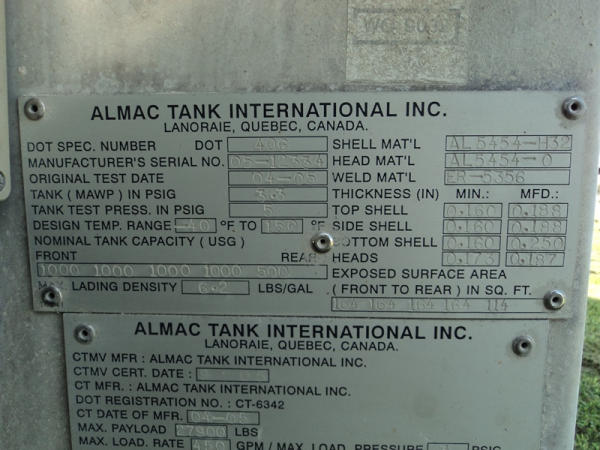 ALMAC TANK INTERNATIONAL INC.
LANORAIE, QUEBEC, CANADA.
DOT SPEC. NUMBER DOT 406 SHELL MAT'L AL5454-H32
MANUFACTURER'S SERIAL NO. 05-12334 HEAD MAT'L AL5454-0
ORIGINAL TEST DATE 04-05 WELD MAT'L ER-5356
TANK ( MAWP ) IN PSIG 3.3 THICKNESS (IN) MIN.: MFD.:
TANK TEST PRESS. IN PSIG 5 TOP SHELL 0.160 0.188
DESIGN TEMP. RANGE -40 °F TO 150 °F SIDE SHELL 0.160 0.188
NOMINAL TANK CAPACITY ( USG ) BOTTOM SHELL 0.160 0.250
FRONT REAR HEADS 0.173 0.187
1000 1000 1000 1000 500 EXPOSED SURFACE AREA
MAX. LADING DENSITY 6.2 LBS/GAL ( FRONT TO REAR ) IN SQ. FT.
164 164 164 164 114
ALMAC TANK INTERNATIONAL INC.
LANORAIE, QUEBEC, CANADA.
CTMV MFR : ALMAC TANK INTERNATIONAL INC.
CTMV CERT. DATE :
CT MFR. : ALMAC TANK INTERNATIONAL INC.
DOT REGISTRATION NO. : CT-6342
CT DATE OF MFR. 04-05
MAX. PAYLOAD 27900 LBS
MAX. LOAD. RATE 450 GPM / MAX. LOAD. PRESSURE PSIG